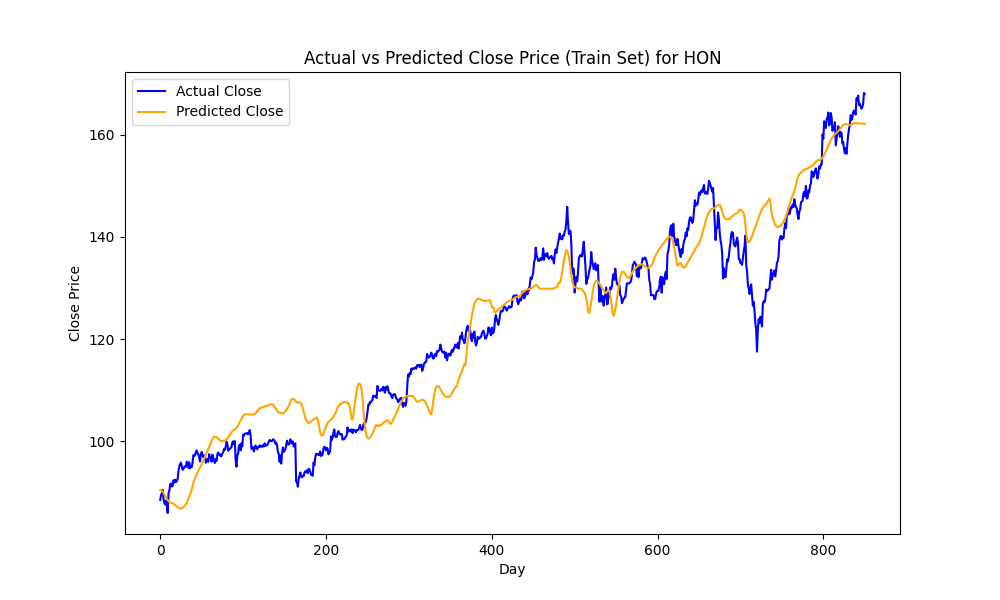 Actual vs Predicted Close Price (Train Set) for HON
Actual Close
Predicted Close
160
140
120
100
Close Price
0 200 400 600 800
Day